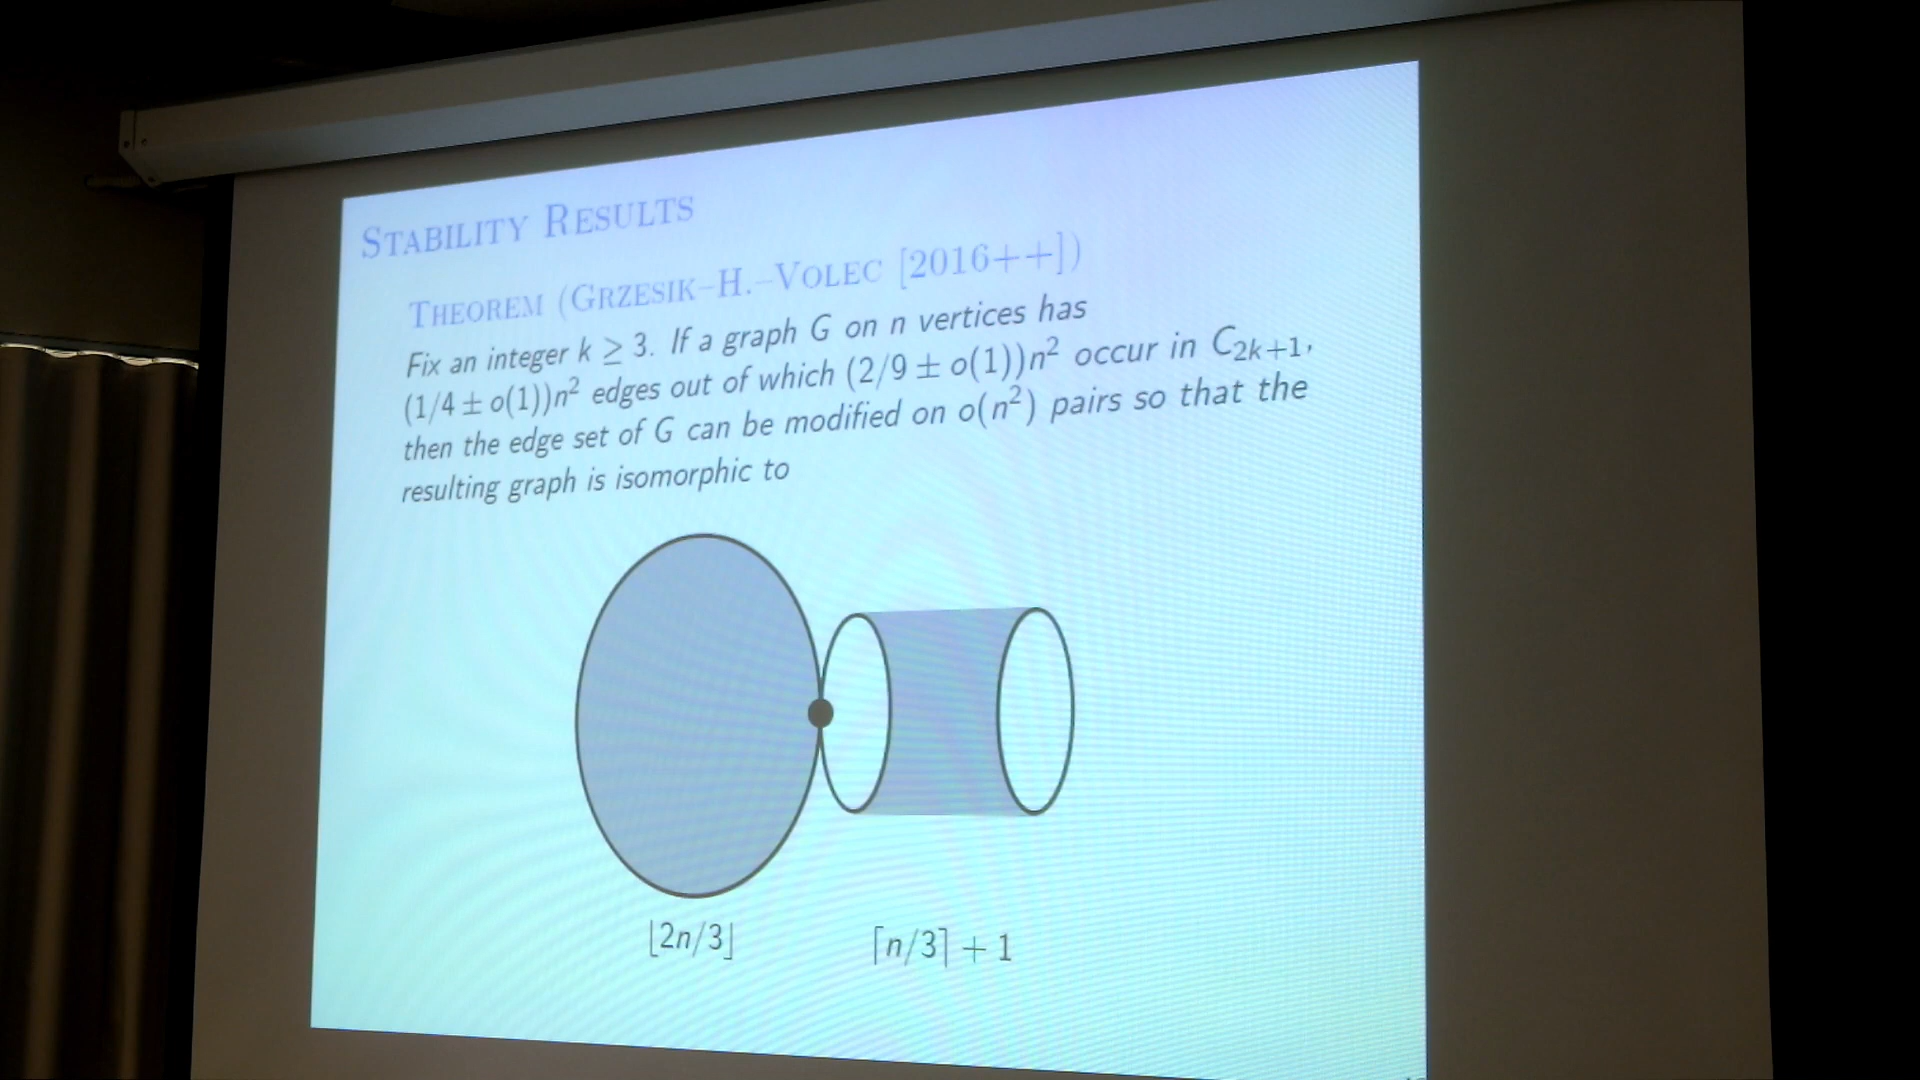 STABILITY RESULTS
THEOREM (GRZESIK–H.–VOLEC [2016++])
Fix an integer k ≥ 3. If a graph G on n vertices has
(1/4 ± o(1))n² edges out of which (2/9 ± o(1))n² occur in C₂ₖ₊₁,
then the edge set of G can be modified on o(n²) pairs so that the
resulting graph is isomorphic to
⌊2n/3⌋
⌈n/3⌉ + 1